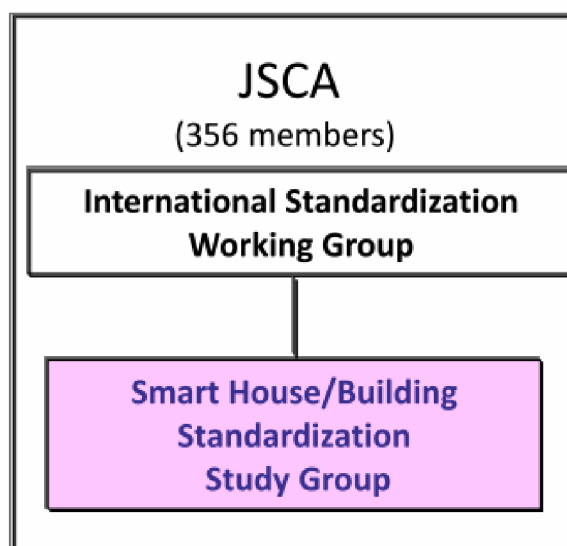 JSCA
(356 members)
International Standardization
Working Group
Smart House/Building
Standardization
Study Group